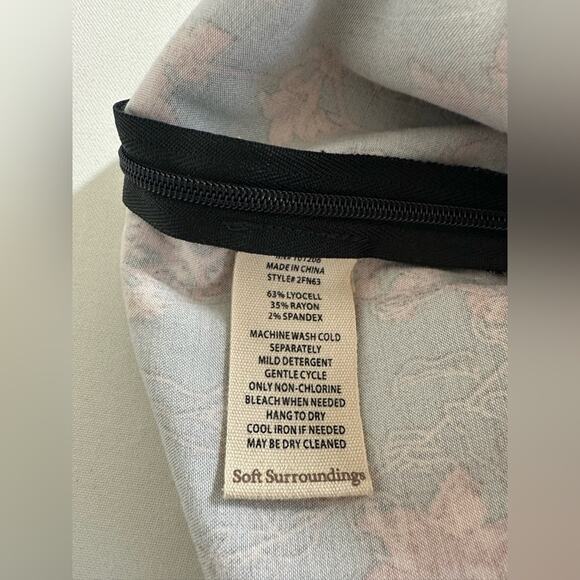 RN# 101206
MADE IN CHINA
STYLE# 2FN63
63% LYOCELL
35% RAYON
2% SPANDEX
MACHINE WASH COLD
SEPARATELY
MILD DETERGENT
GENTLE CYCLE
ONLY NON-CHLORINE
BLEACH WHEN NEEDED
HANG TO DRY
COOL IRON IF NEEDED
MAY BE DRY CLEANED
Soft Surroundings